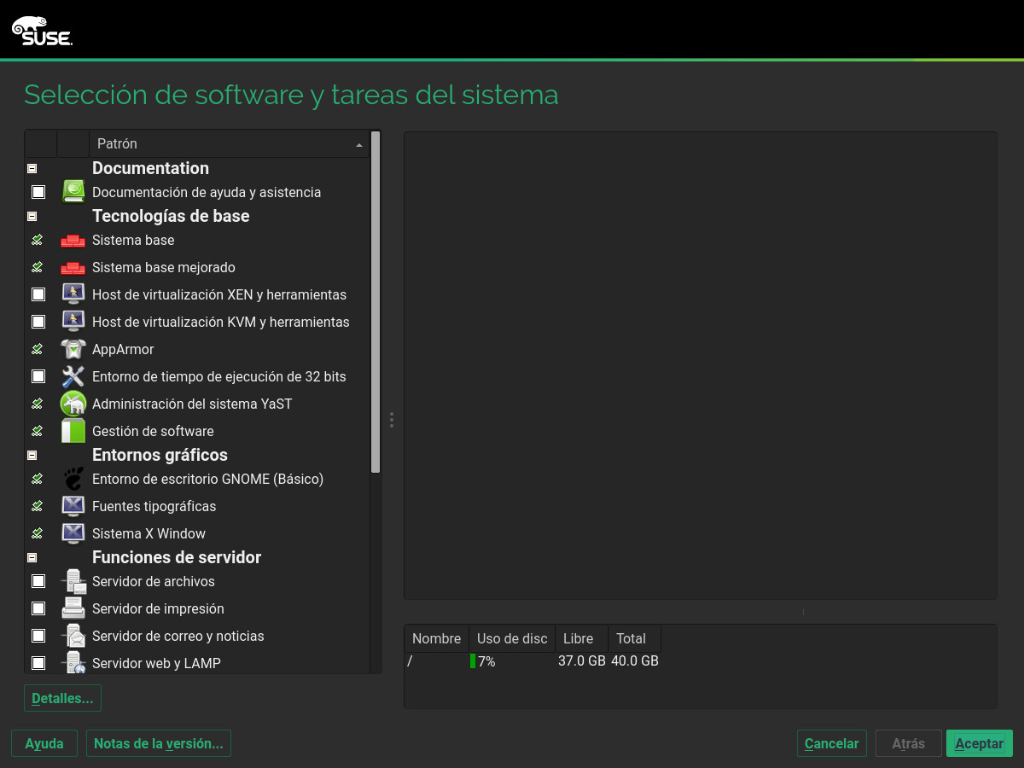 SUSE
Selección de software y tareas del sistema
Patrón
Documentation
Documentación de ayuda y asistencia
Tecnologías de base
Sistema base
Sistema base mejorado
Host de virtualización XEN y herramientas
Host de virtualización KVM y herramientas
AppArmor
Entorno de tiempo de ejecución de 32 bits
Administración del sistema YaST
Gestión de software
Entornos gráficos
Entorno de escritorio GNOME (Básico)
Fuentes tipográficas
Sistema X Window
Funciones de servidor
Servidor de archivos
Servidor de impresión
Servidor de correo y noticias
Servidor web y LAMP
Nombre Uso de disc Libre Total
/ 7% 37.0 GB 40.0 GB
Detalles...
Ayuda Notas de la versión... Cancelar Atrás Aceptar